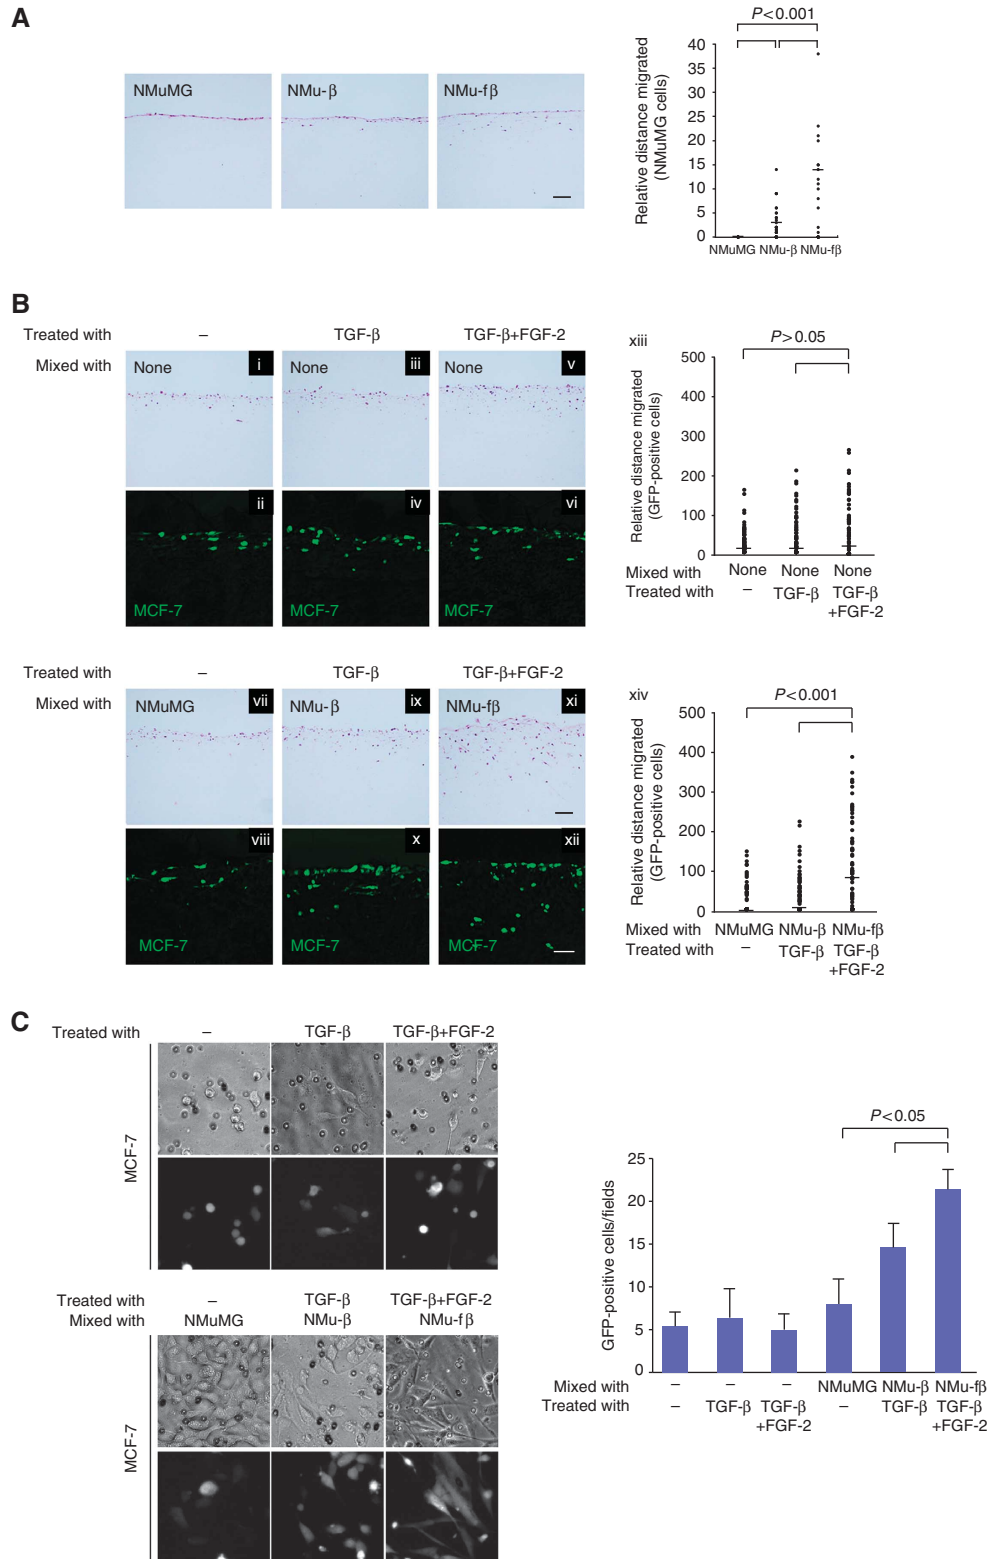 A
NMuMG
NMu-β
NMu-fβ
P<0.001
Relative distance migrated
(NMuMG cells)
40
35
30
25
20
15
10
5
0
NMuMG NMu-β NMu-fβ
B
Treated with – TGF-β TGF-β+FGF-2
Mixed with
None i
None iii
None v
ii
MCF-7
iv
MCF-7
vi
MCF-7
xiii
P>0.05
Relative distance migrated
(GFP-positive cells)
500
400
300
200
100
0
Mixed with None None None
Treated with – TGF-β TGF-β
+FGF-2
Treated with – TGF-β TGF-β+FGF-2
Mixed with
NMuMG vii
NMu-β ix
NMu-fβ xi
viii
MCF-7
x
MCF-7
xii
MCF-7
xiv
P<0.001
Relative distance migrated
(GFP-positive cells)
500
400
300
200
100
0
Mixed with NMuMG NMu-β NMu-fβ
Treated with – TGF-β TGF-β
+FGF-2
C
Treated with – TGF-β TGF-β+FGF-2
MCF-7
Treated with – TGF-β TGF-β+FGF-2
Mixed with NMuMG NMu-β NMu-fβ
MCF-7
P<0.05
GFP-positive cells/fields
25
20
15
10
5
0
Mixed with – – – NMuMG NMu-β NMu-fβ
Treated with – TGF-β TGF-β – TGF-β TGF-β
+FGF-2 +FGF-2